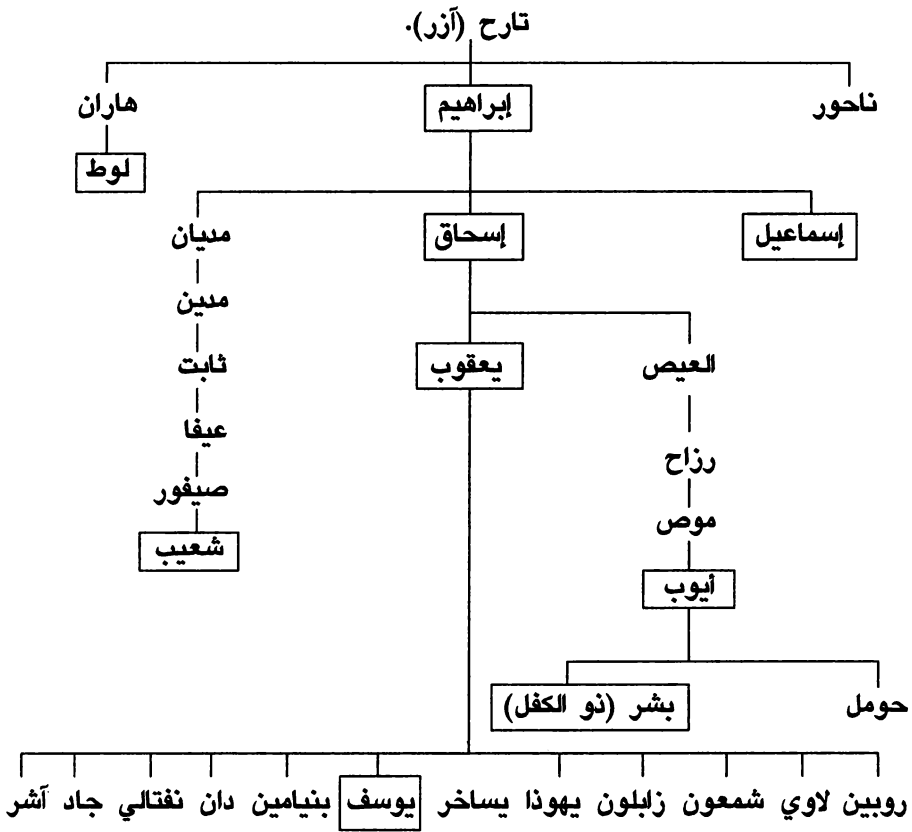 تارح (آزر).
ناحور إبراهيم هاران
لوط
إسماعيل إسحاق مديان
مدين
العيص يعقوب ثابت
عيفا
رزاح صيفور
موص شعيب
أيوب
حومل بشر (ذو الكفل)
روبين لاوي شمعون زابلون يهوذا يساخر يوسف بنيامين دان نفتالي جاد آشر